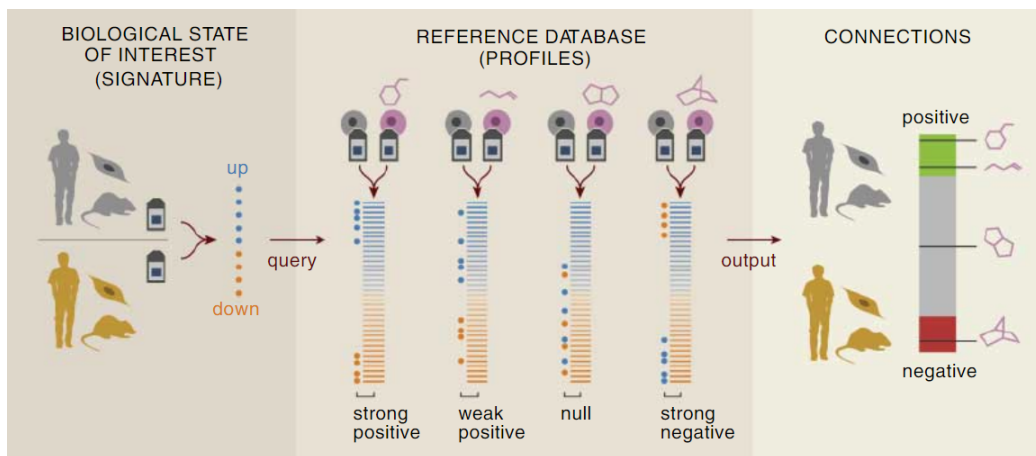 BIOLOGICAL STATE
OF INTEREST
(SIGNATURE)
up
down
query
REFERENCE DATABASE
(PROFILES)
strong
positive
weak
positive
null
strong
negative
output
CONNECTIONS
positive
negative